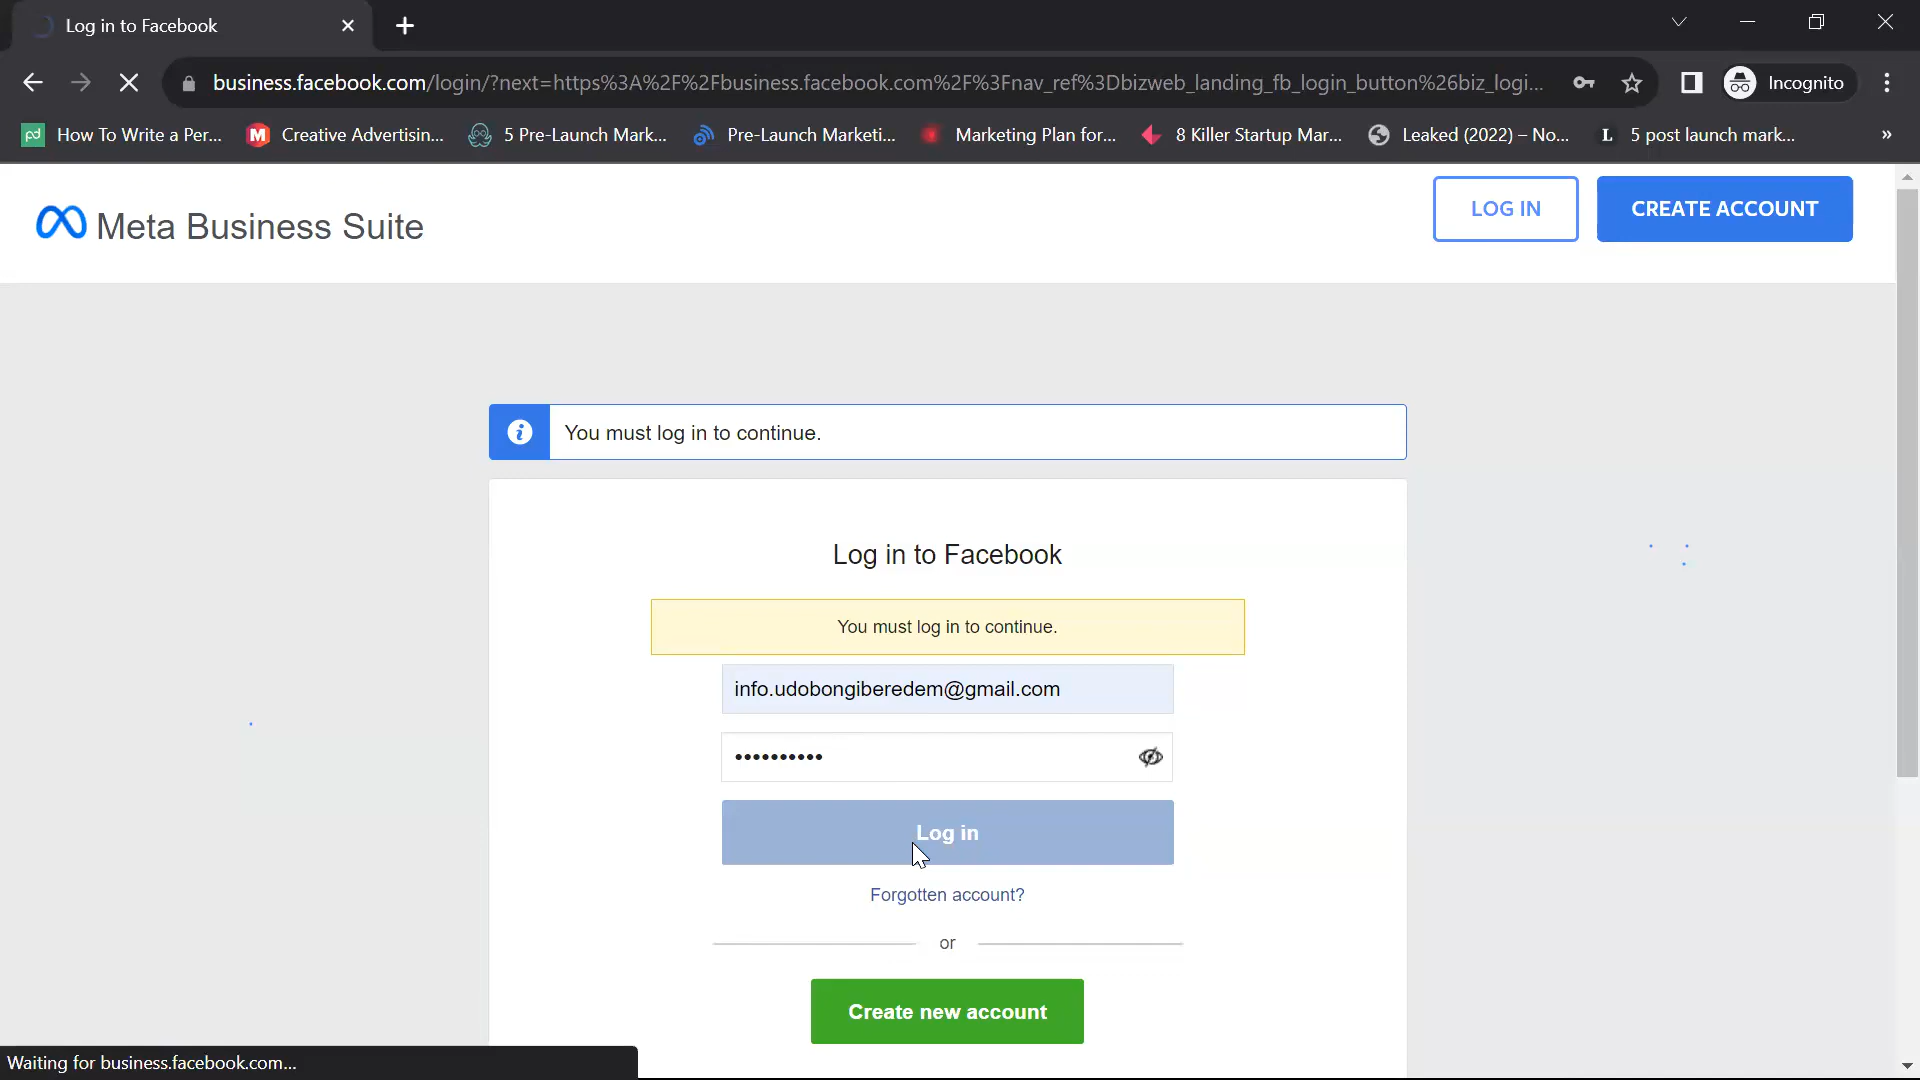 Log in to Facebook
business.facebook.com/login/?next=https%3A%2F%2Fbusiness.facebook.com%2F%3Fnav_ref%3Dbizweb_landing_fb_login_button%26biz_logi...
Incognito
pd How To Write a Per...
M Creative Advertisin...
5 Pre-Launch Mark...
Pre-Launch Marketi...
Marketing Plan for...
8 Killer Startup Mar...
Leaked (2022) – No...
L 5 post launch mark...
»
Meta Business Suite
LOG IN
CREATE ACCOUNT
You must log in to continue.
Log in to Facebook
You must log in to continue.
info.udobongiberedem@gmail.com
••••••••••
Log in
Forgotten account?
or
Create new account
Waiting for business.facebook.com...